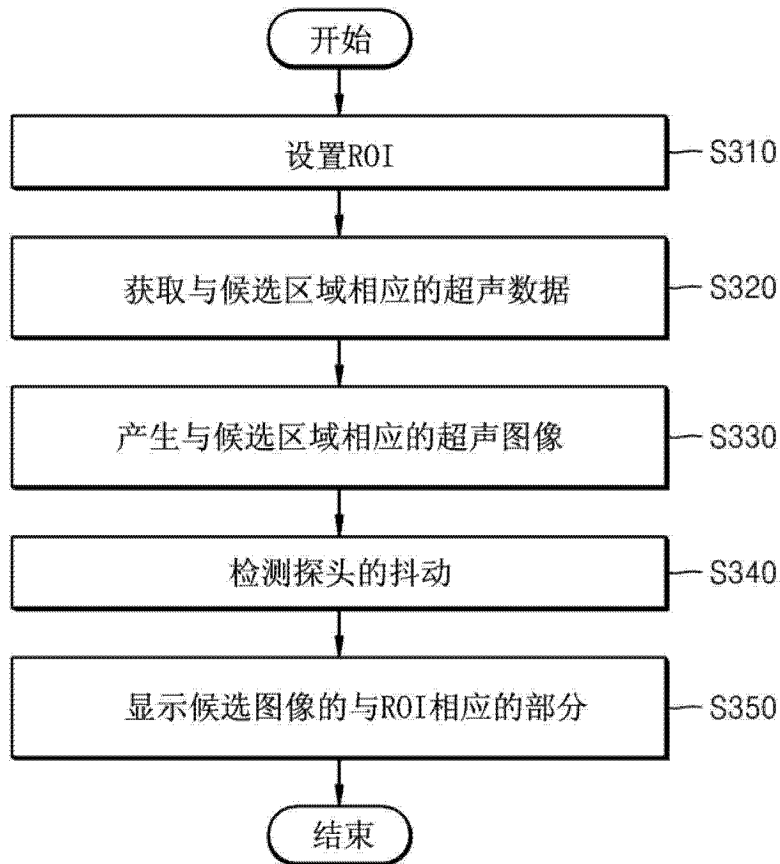 开始
设置ROI
S310
获取与候选区域相应的超声数据
S320
产生与候选区域相应的超声图像
S330
检测探头的抖动
S340
显示候选图像的与ROI相应的部分
S350
结束